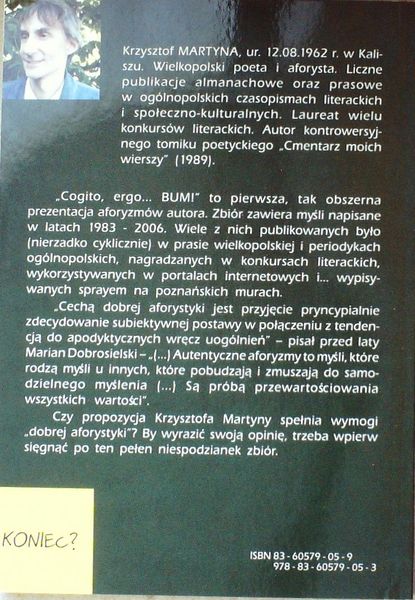 Krzysztof MARTYNA, ur. 12.08.1962 r. w Kali-
szu. Wielkopolski poeta i aforysta. Liczne
publikacje almanachowe oraz prasowe
w ogólnopolskich czasopismach literackich
i społeczno-kulturalnych. Laureat wielu
konkursów literackich. Autor kontrowersyj-
nego tomiku poetyckiego „Cmentarz moich
wierszy” (1989).
„Cogito, ergo... BUM!” to pierwsza, tak obszerna
prezentacja aforyzmów autora. Zbiór zawiera myśli napisane
w latach 1983 - 2006. Wiele z nich publikowanych było
(nierzadko cyklicznie) w prasie wielkopolskiej i periodykach
ogólnopolskich, nagradzanych w konkursach literackich,
wykorzystywanych w portalach internetowych i... wypisy-
wanych sprayem na poznańskich murach.
„Cechą dobrej aforystyki jest przyjęcie pryncypialnie
zdecydowanie subiektywnej postawy w połączeniu z tenden-
cją do apodyktycznych wręcz uogólnień” – pisał przed laty
Marian Dobrosielski – „(...) Autentyczne aforyzmy to myśli, które
rodzą myśli u innych, które pobudzają i zmuszają do samo-
dzielnego myślenia (...) Są próbą przewartościowania
wszystkich wartości”.
Czy propozycja Krzysztofa Martyny spełnia wymogi
„dobrej aforystyki”? By wyrazić swoją opinię, trzeba wpierw
sięgnąć po ten pełen niespodzianek zbiór.
KONIEC?
ISBN 83 - 60579 - 05 - 9
978 - 83 - 60579 - 05 - 3